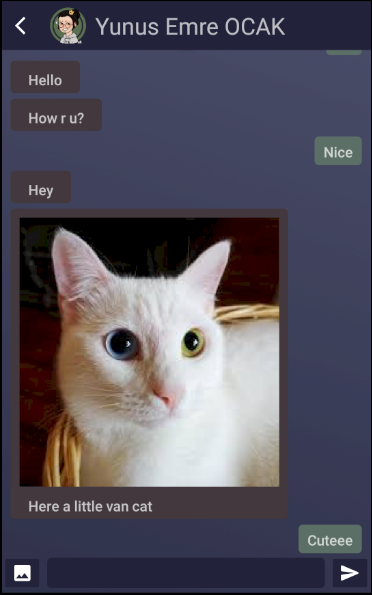 Yunus Emre OCAK
Hello
How r u?
Nice
Hey
Here a little van cat
Cuteee